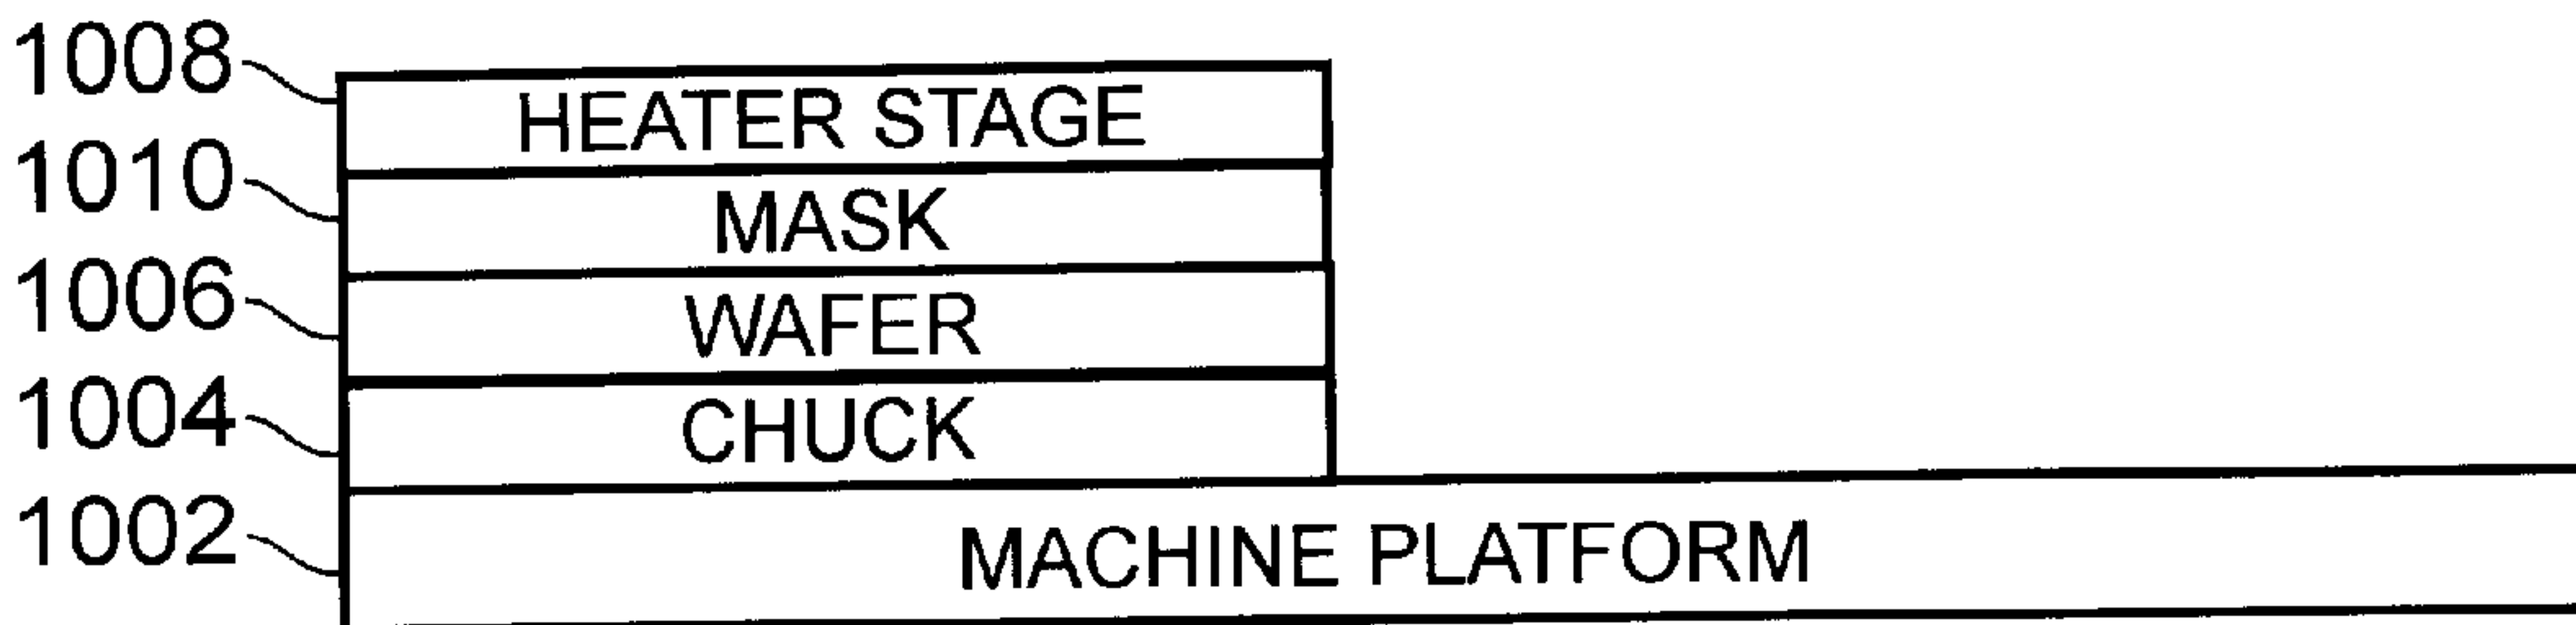 1008 HEATER STAGE
1010 MASK
1006 WAFER
1004 CHUCK
1002 MACHINE PLATFORM